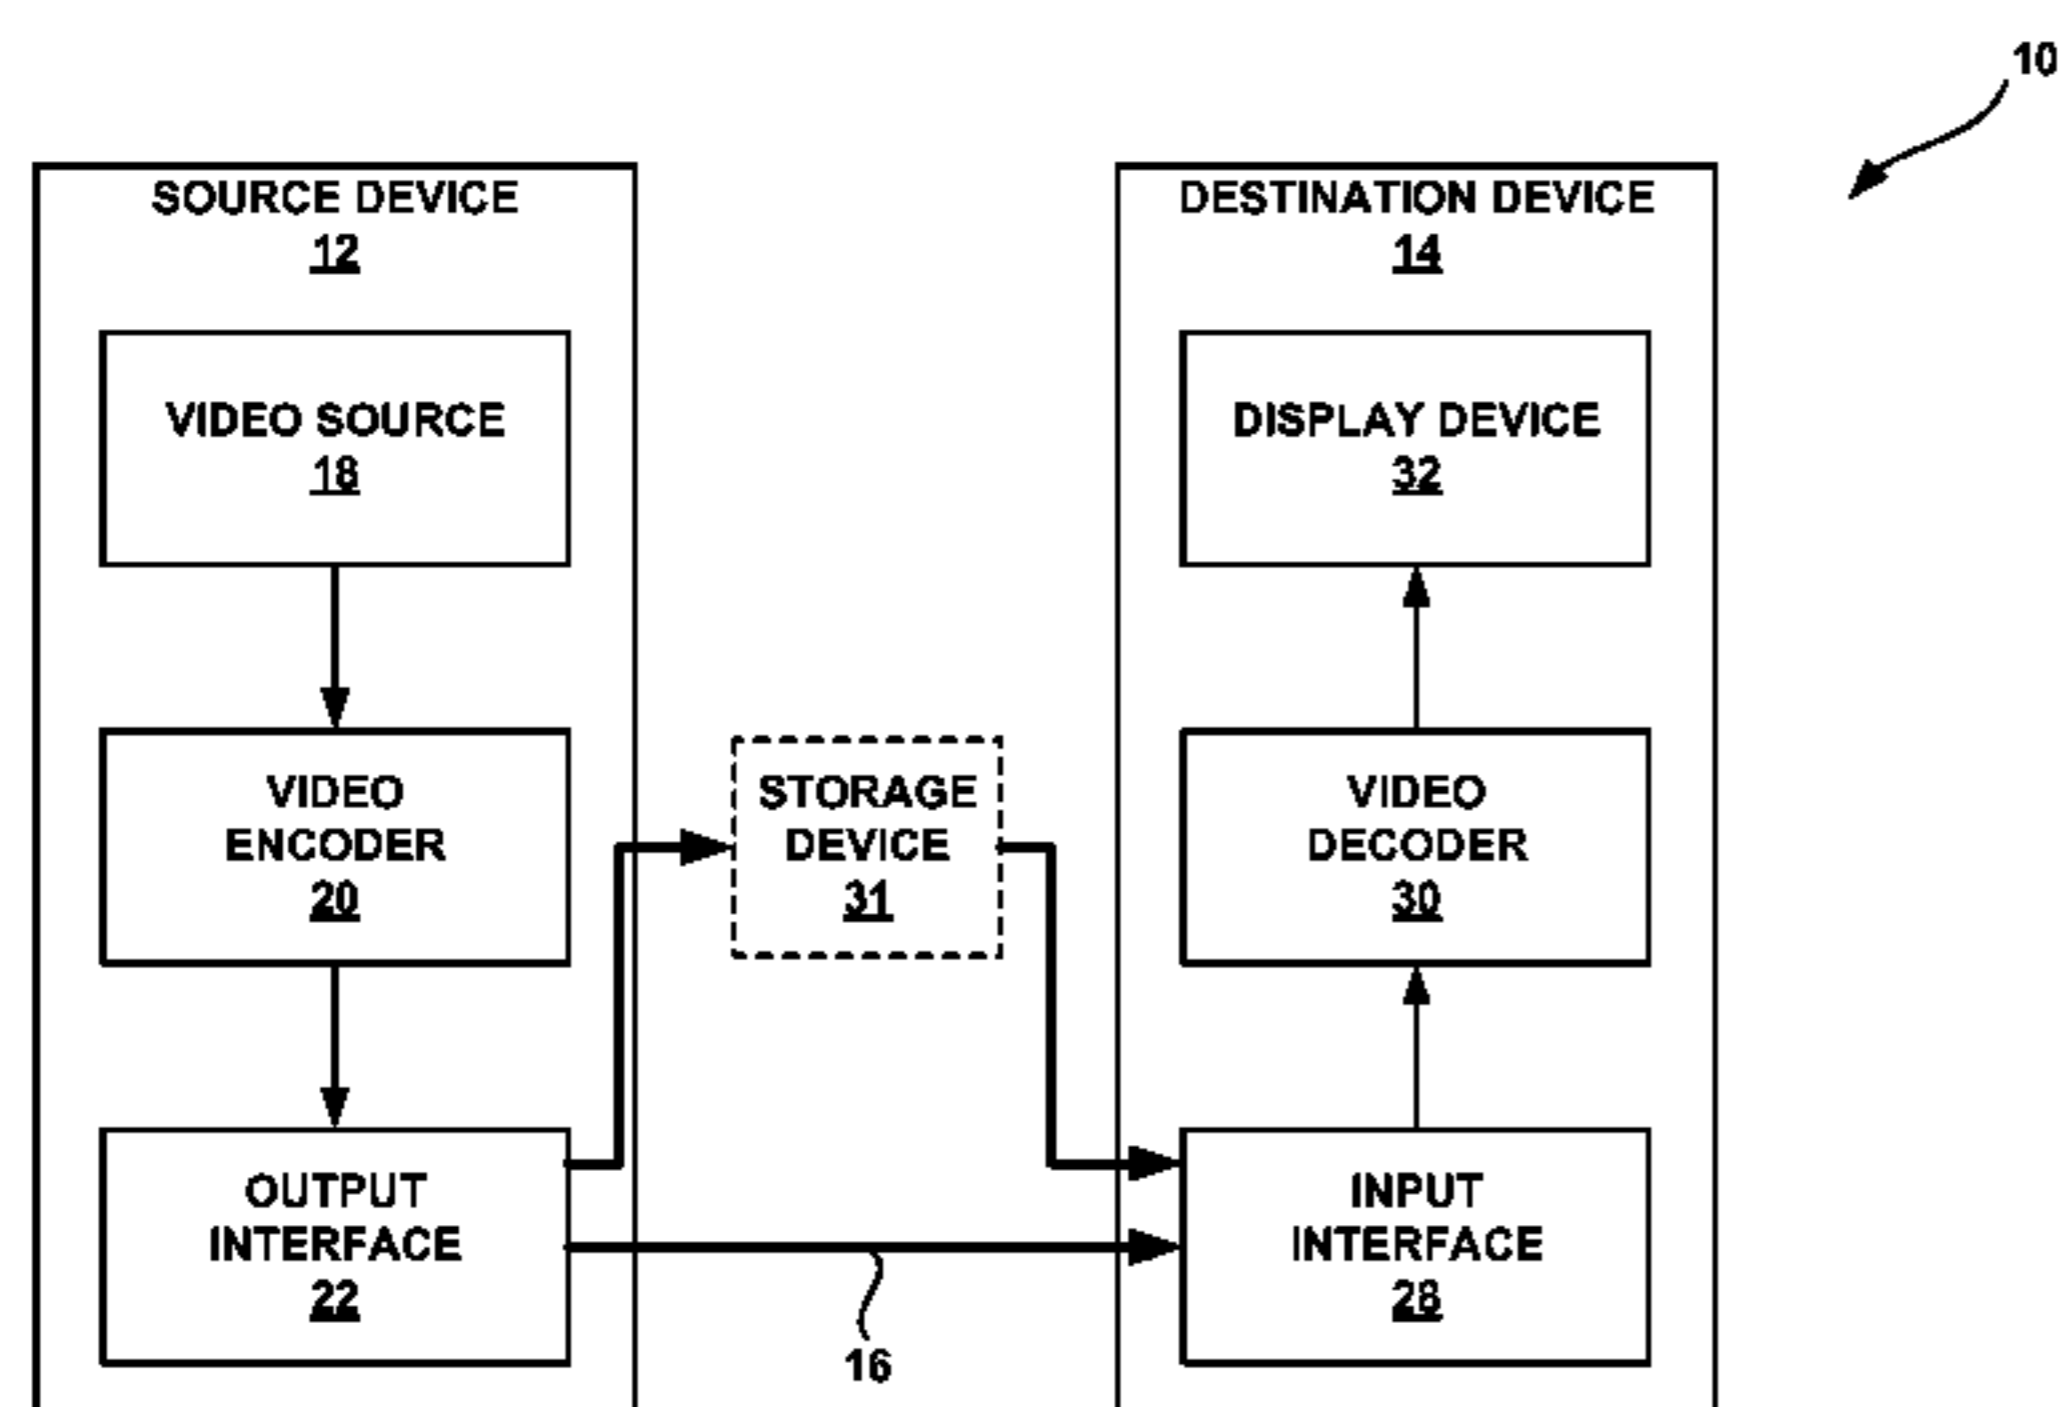 10
SOURCE DEVICE
12
VIDEO SOURCE
18
VIDEO
ENCODER
20
OUTPUT
INTERFACE
22
STORAGE
DEVICE
31
16
DESTINATION DEVICE
14
DISPLAY DEVICE
32
VIDEO
DECODER
30
INPUT
INTERFACE
28